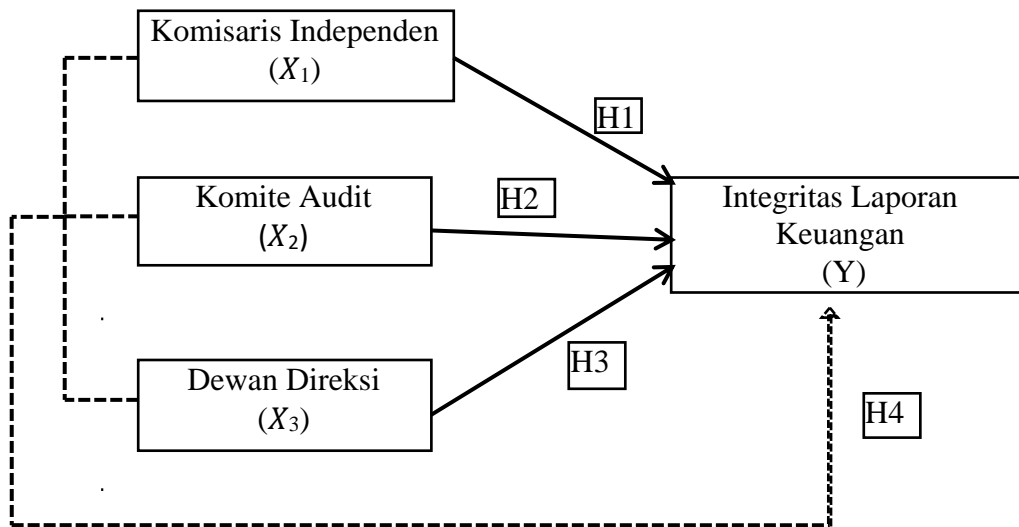 Komisaris Independen
(𝑋1)
H1
Komite Audit
(𝑋2)
H2
Integritas Laporan
Keuangan
(Y)
.
Dewan Direksi
(𝑋3)
H3
H4
.